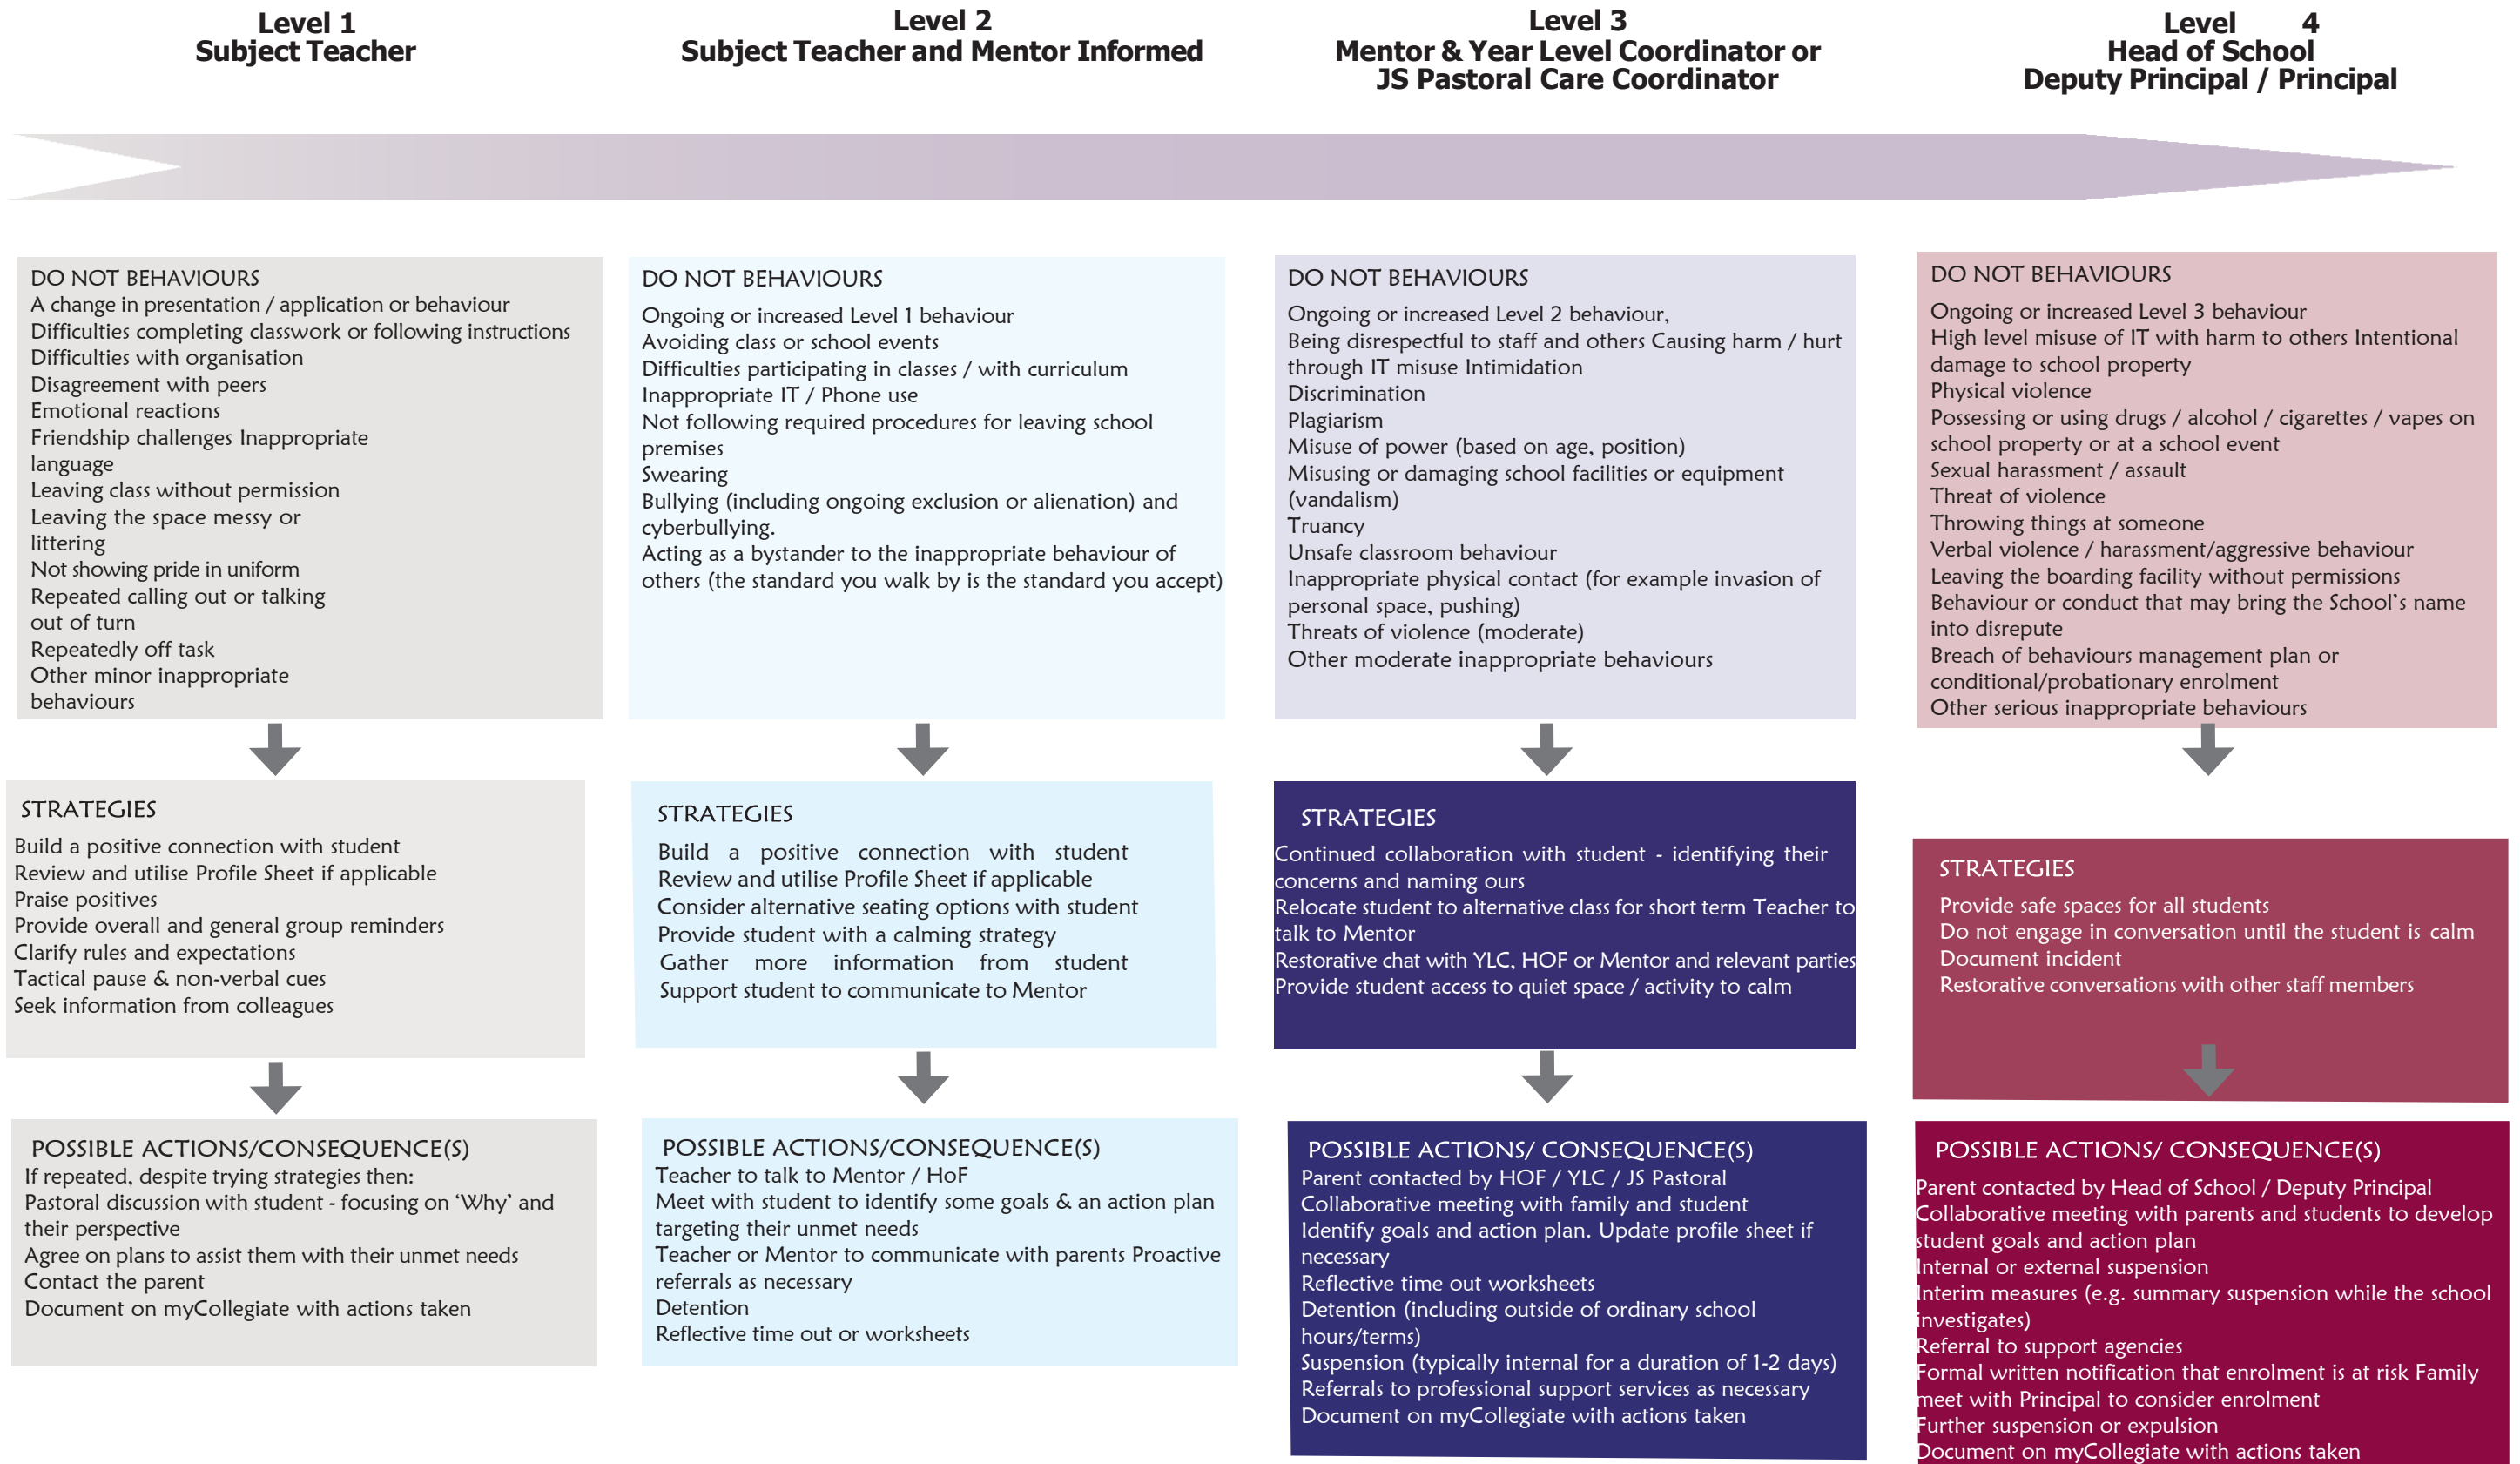 Level 1
Subject Teacher
Level 2
Subject Teacher and Mentor Informed
Level 3
Mentor & Year Level Coordinator or
JS Pastoral Care Coordinator
Level 4
Head of School
Deputy Principal / Principal
DO NOT BEHAVIOURS
A change in presentation / application or behaviour
Difficulties completing classwork or following instructions
Difficulties with organisation
Disagreement with peers
Emotional reactions
Friendship challenges Inappropriate
language
Leaving class without permission
Leaving the space messy or
littering
Not showing pride in uniform
Repeated calling out or talking
out of turn
Repeatedly off task
Other minor inappropriate
behaviours
DO NOT BEHAVIOURS
Ongoing or increased Level 1 behaviour
Avoiding class or school events
Difficulties participating in classes / with curriculum
Inappropriate IT / Phone use
Not following required procedures for leaving school
premises
Swearing
Bullying (including ongoing exclusion or alienation) and
cyberbullying.
Acting as a bystander to the inappropriate behaviour of
others (the standard you walk by is the standard you accept)
DO NOT BEHAVIOURS
Ongoing or increased Level 2 behaviour,
Being disrespectful to staff and others Causing harm / hurt
through IT misuse Intimidation
Discrimination
Plagiarism
Misuse of power (based on age, position)
Misusing or damaging school facilities or equipment
(vandalism)
Truancy
Unsafe classroom behaviour
Inappropriate physical contact (for example invasion of
personal space, pushing)
Threats of violence (moderate)
Other moderate inappropriate behaviours
DO NOT BEHAVIOURS
Ongoing or increased Level 3 behaviour
High level misuse of IT with harm to others Intentional
damage to school property
Physical violence
Possessing or using drugs / alcohol / cigarettes / vapes on
school property or at a school event
Sexual harassment / assault
Threat of violence
Throwing things at someone
Verbal violence / harassment/aggressive behaviour
Leaving the boarding facility without permissions
Behaviour or conduct that may bring the School's name
into disrepute
Breach of behaviours management plan or
conditional/probationary enrolment
Other serious inappropriate behaviours
STRATEGIES
Build a positive connection with student
Review and utilise Profile Sheet if applicable
Praise positives
Provide overall and general group reminders
Clarify rules and expectations
Tactical pause & non-verbal cues
Seek information from colleagues
STRATEGIES
Build a positive connection with student
Review and utilise Profile Sheet if applicable
Consider alternative seating options with student
Provide student with a calming strategy
Gather more information from student
Support student to communicate to Mentor
STRATEGIES
Continued collaboration with student - identifying their
concerns and naming ours
Relocate student to alternative class for short term Teacher to
talk to Mentor
Restorative chat with YLC, HOF or Mentor and relevant parties
Provide student access to quiet space / activity to calm
STRATEGIES
Provide safe spaces for all students
Do not engage in conversation until the student is calm
Document incident
Restorative conversations with other staff members
POSSIBLE ACTIONS/CONSEQUENCE(S)
If repeated, despite trying strategies then:
Pastoral discussion with student - focusing on 'Why' and
their perspective
Agree on plans to assist them with their unmet needs
Contact the parent
Document on myCollegiate with actions taken
POSSIBLE ACTIONS/CONSEQUENCE(S)
Teacher to talk to Mentor / HoF
Meet with student to identify some goals & an action plan
targeting their unmet needs
Teacher or Mentor to communicate with parents Proactive
referrals as necessary
Detention
Reflective time out or worksheets
POSSIBLE ACTIONS/ CONSEQUENCE(S)
Parent contacted by HOF / YLC / JS Pastoral
Collaborative meeting with family and student
Identify goals and action plan. Update profile sheet if
necessary
Reflective time out worksheets
Detention (including outside of ordinary school
hours/terms)
Suspension (typically internal for a duration of 1-2 days)
Referrals to professional support services as necessary
Document on myCollegiate with actions taken
POSSIBLE ACTIONS/ CONSEQUENCE(S)
Parent contacted by Head of School / Deputy Principal
Collaborative meeting with parents and students to develop
student goals and action plan
Internal or external suspension
Interim measures (e.g. summary suspension while the school
investigates)
Referral to support agencies
Formal written notification that enrolment is at risk Family
meet with Principal to consider enrolment
Further suspension or expulsion
Document on myCollegiate with actions taken